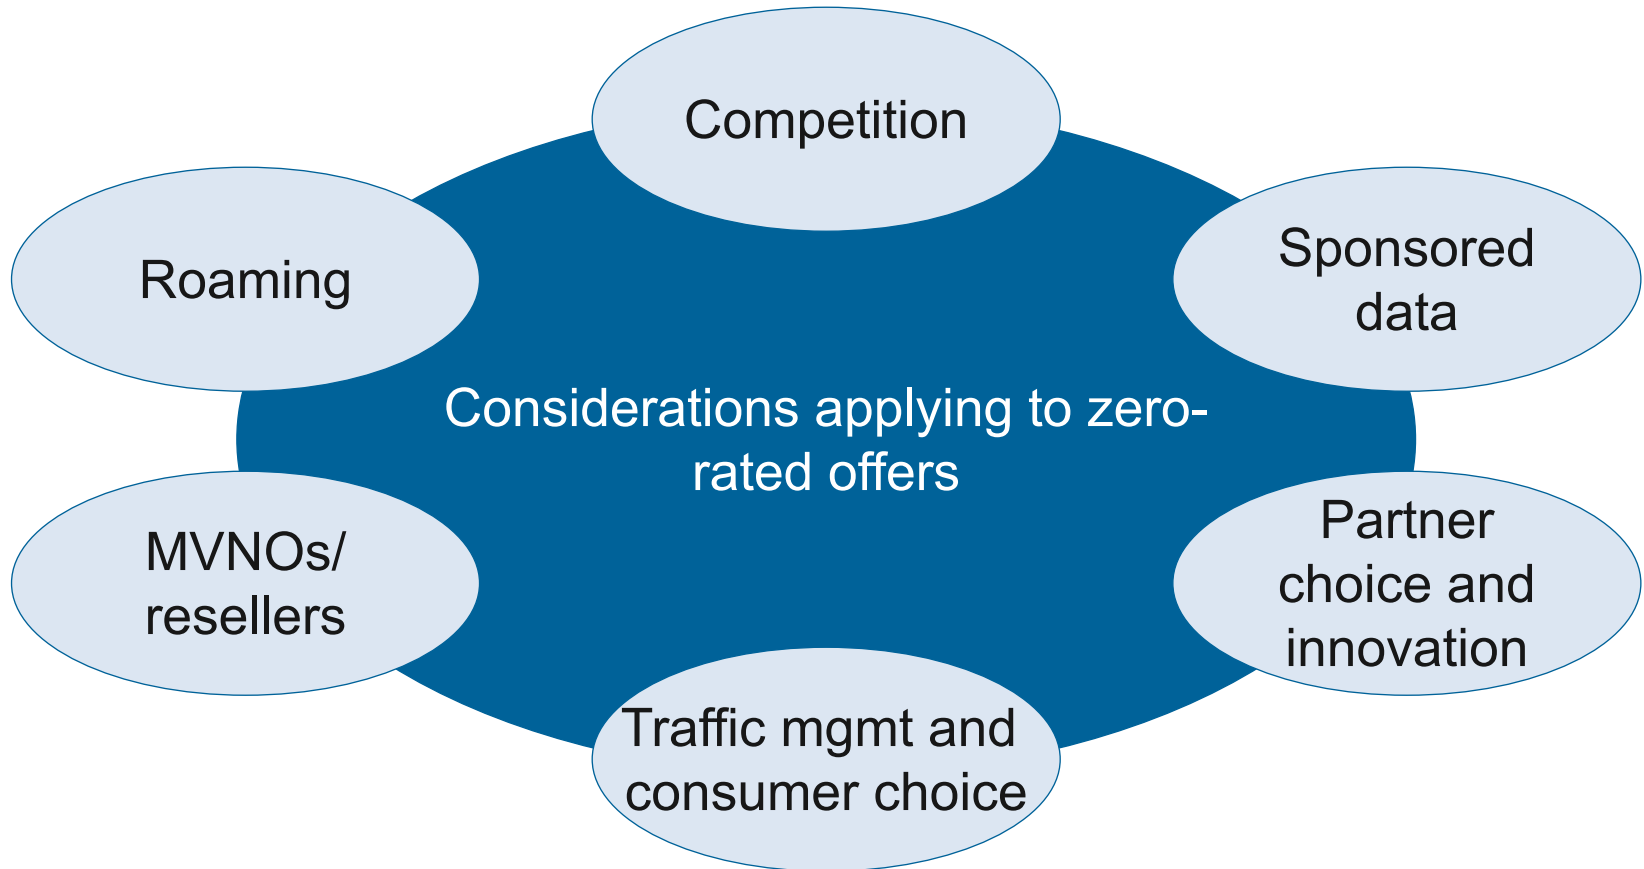 Competition
Roaming
Sponsored
data
Considerations applying to zero-
rated offers
MVNOs/
resellers
Partner
choice and
innovation
Traffic mgmt and
consumer choice